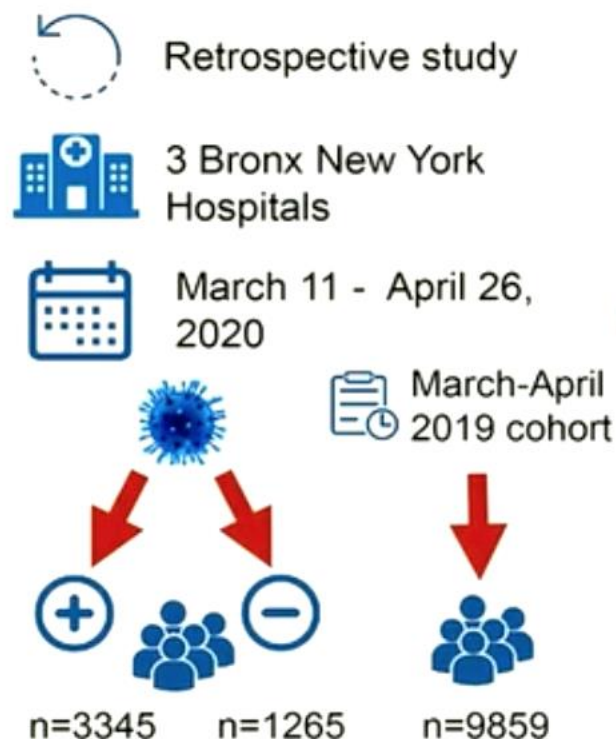 Retrospective study
3 Bronx New York
Hospitals
March 11 - April 26,
2020
March-April
2019 cohort
n=3345
n=1265
n=9859